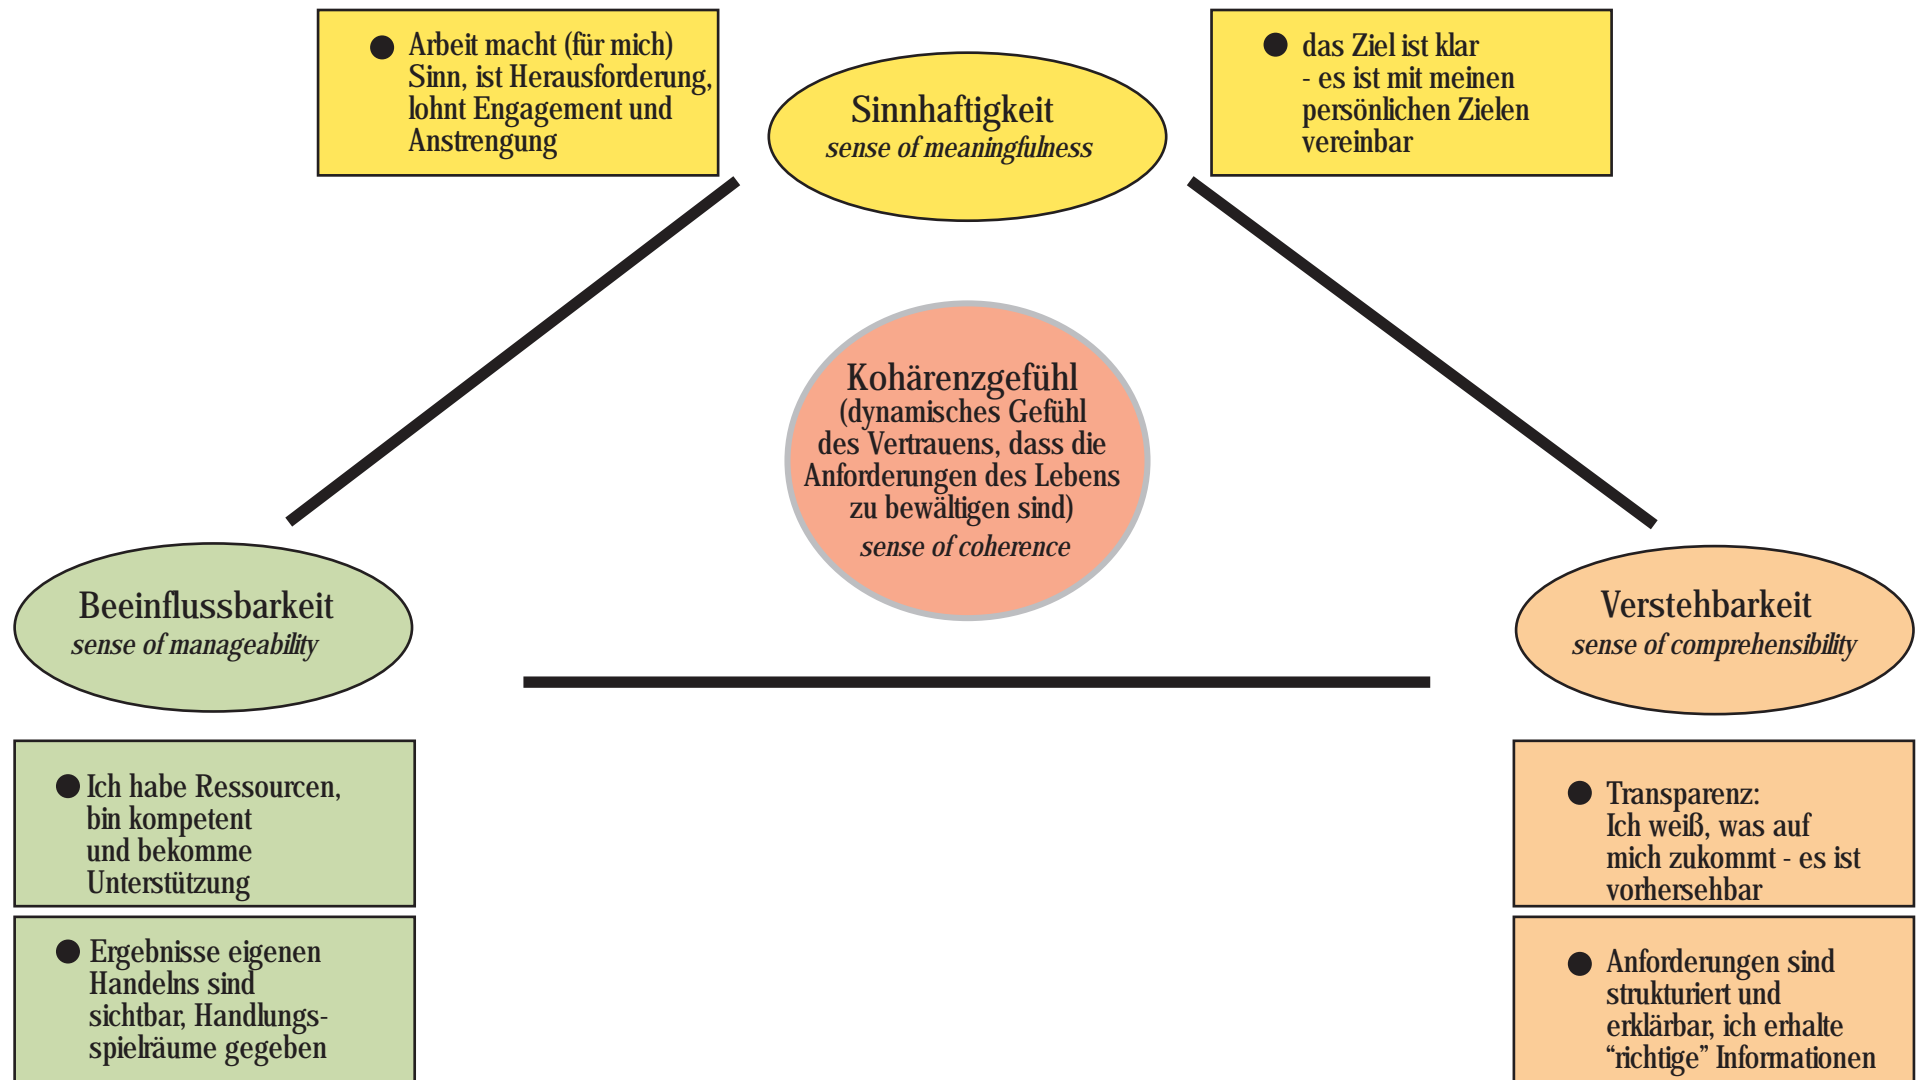 ● Arbeit macht (für mich)
Sinn, ist Herausforderung,
lohnt Engagement und
Anstrengung
Sinnhaftigkeit
sense of meaningfulness
● das Ziel ist klar
- es ist mit meinen
persönlichen Zielen
vereinbar
Kohärenzgefühl
(dynamisches Gefühl
des Vertrauens, dass die
Anforderungen des Lebens
zu bewältigen sind)
sense of coherence
Beeinflussbarkeit
sense of manageability
● Ich habe Ressourcen,
bin kompetent
und bekomme
Unterstützung
● Ergebnisse eigenen
Handelns sind
sichtbar, Handlungs-
spielräume gegeben
Verstehbarkeit
sense of comprehensibility
● Transparenz:
Ich weiß, was auf
mich zukommt - es ist
vorhersehbar
● Anforderungen sind
strukturiert und
erklärbar, ich erhalte
“richtige” Informationen